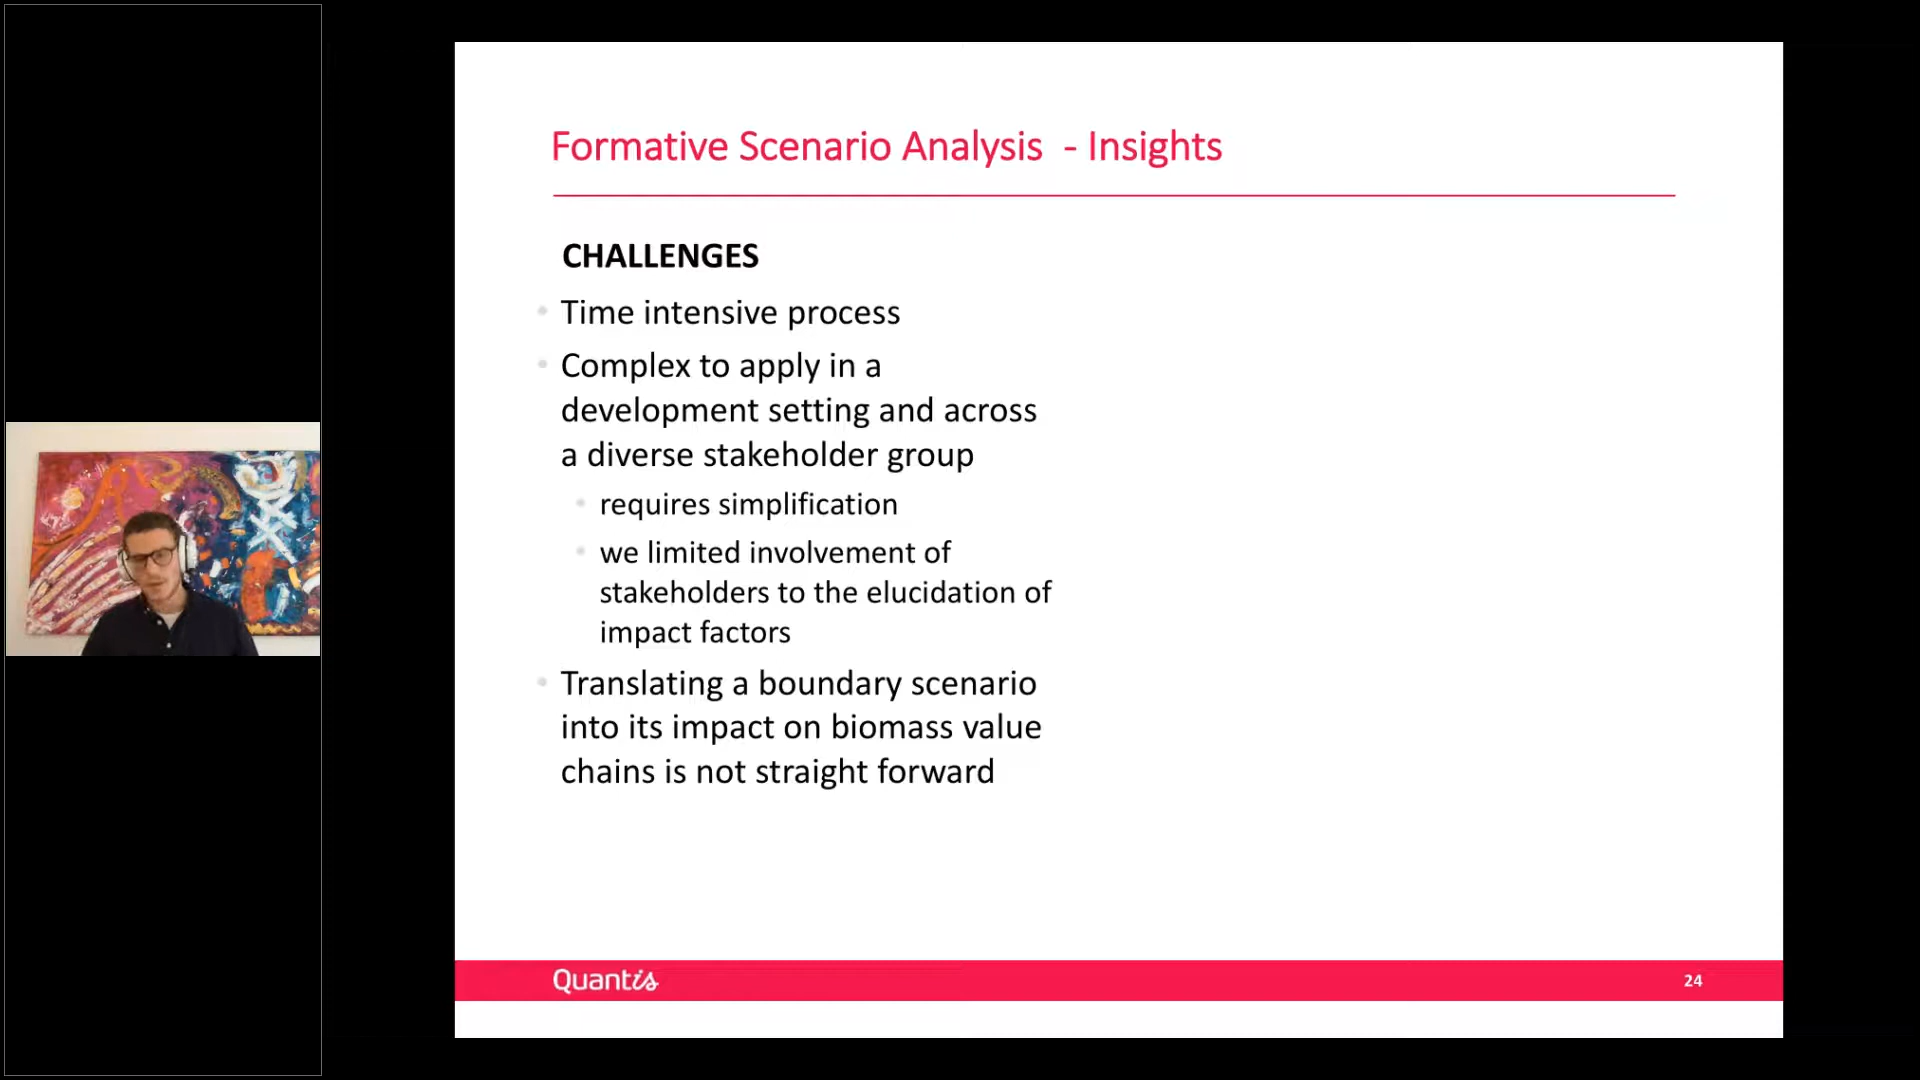 Formative Scenario Analysis - Insights
CHALLENGES
Time intensive process
Complex to apply in a
development setting and across
a diverse stakeholder group
requires simplification
we limited involvement of
stakeholders to the elucidation of
impact factors
Translating a boundary scenario
into its impact on biomass value
chains is not straight forward
Quantis
24